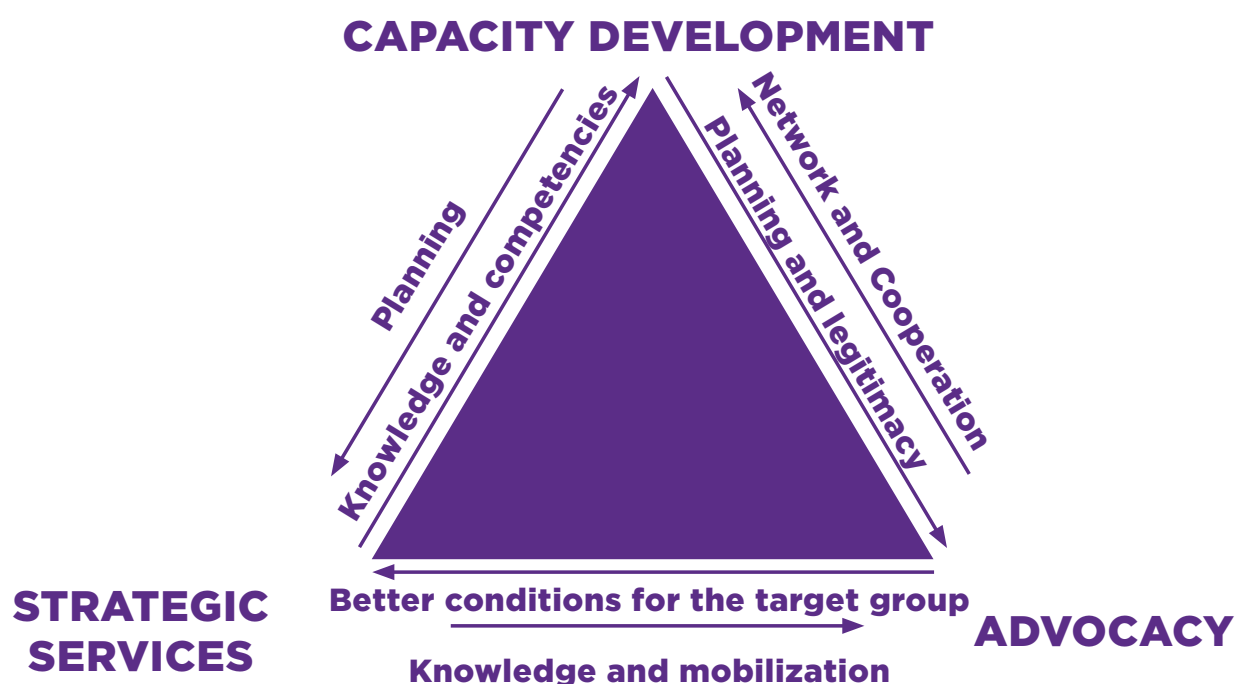 CAPACITY DEVELOPMENT
Planning
Knowledge and competencies
Planning and legitimacy
Network and Cooperation
STRATEGIC
SERVICES
Better conditions for the target group
ADVOCACY
Knowledge and mobilization